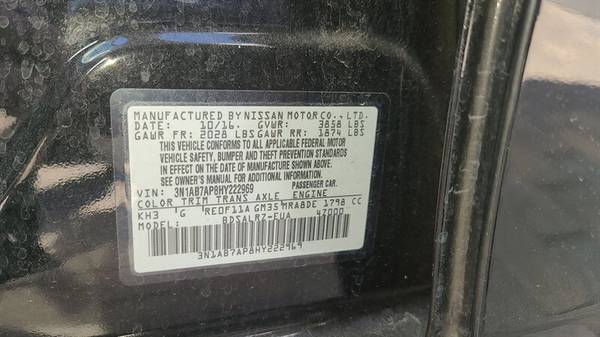 MANUFACTURED BY NISSAN MOTOR CO., LTD.
DATE: 10/16. GVWR: 3858 LBS
GAWR FR: 2028 LBS GAWR RR: 1874 LBS
THIS VEHICLE CONFORMS TO ALL APPLICABLE FEDERAL MOTOR
VEHICLE SAFETY, BUMPER AND THEFT PREVENTION STANDARDS
IN EFFECT ON THE DATE OF MANUFACTURE SHOWN ABOVE.
SEE OWNER'S MANUAL AND FOR ADDITIONAL INFORMATION.
VIN: 3N1AB7AP8HY222969 PASSENGER CAR.
COLOR TRIM TRANS AXLE ENGINE
KH3 'G RE0F11A GM35 MRA8DE 1798 CC
MODEL: BDSALRZ-EUA 47000
3N1AB7AP8HY222969